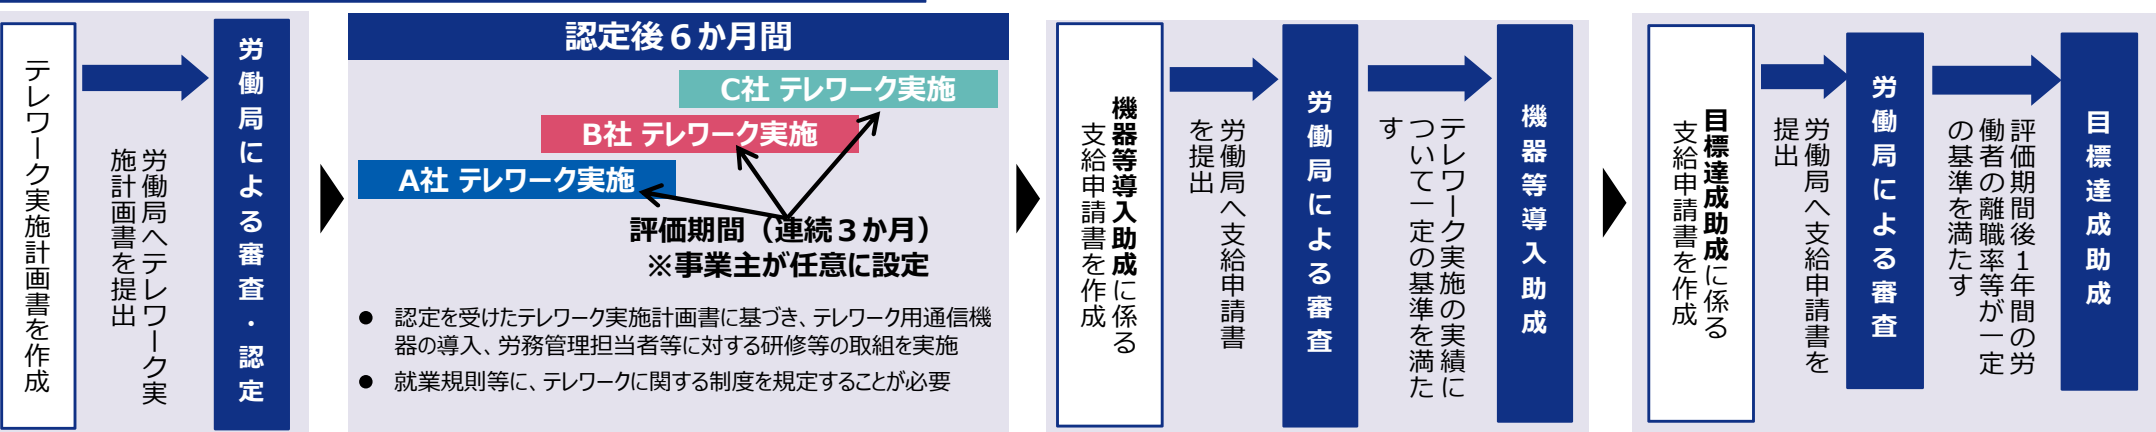 テレワーク実施計画書を作成
労働局へテレワーク実
施計画書を提出
労働局による審査・認定
認定後６か月間
C社 テレワーク実施
B社 テレワーク実施
A社 テレワーク実施
評価期間（連続３か月）
※事業主が任意に設定
● 認定を受けたテレワーク実施計画書に基づき、テレワーク用通信機
器の導入、労務管理担当者等に対する研修等の取組を実施
● 就業規則等に、テレワークに関する制度を規定することが必要
機器等導入助成に係る
支給申請書を作成
労働局へ支給申請書
を提出
労働局による審査
テレワーク実施の実績に
ついて一定の基準を満た
す
機器等導入助成
目標達成助成に係る
支給申請書を作成
労働局へ支給申請書を
提出
労働局による審査
評価期間後１年間の労
働者の離職率等が一定
の基準を満たす
目標達成助成